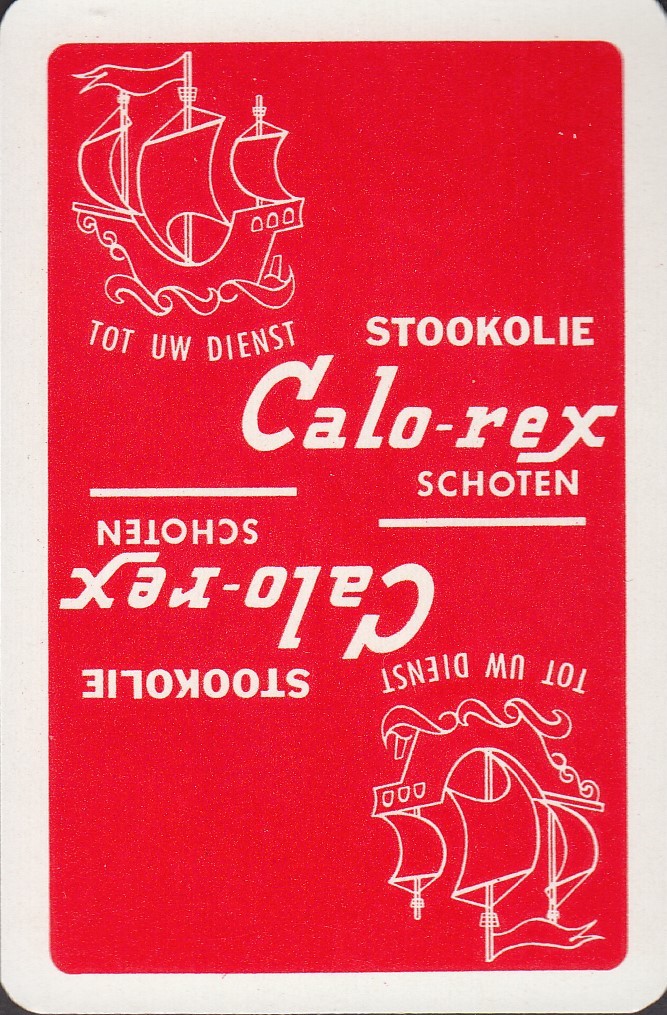 TOT UW DIENST
STOOKOLIE
Calo-rex
SCHOTEN
SCHOTEN
Calo-rex
STOOKOLIE
TOT UW DIENST